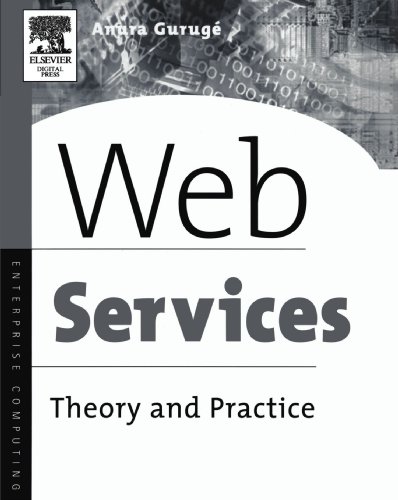 Anura Gurugé
ELSEVIER
DIGITAL
PRESS
Web
Services
Theory and Practice
ENTERPRISE COMPUTING